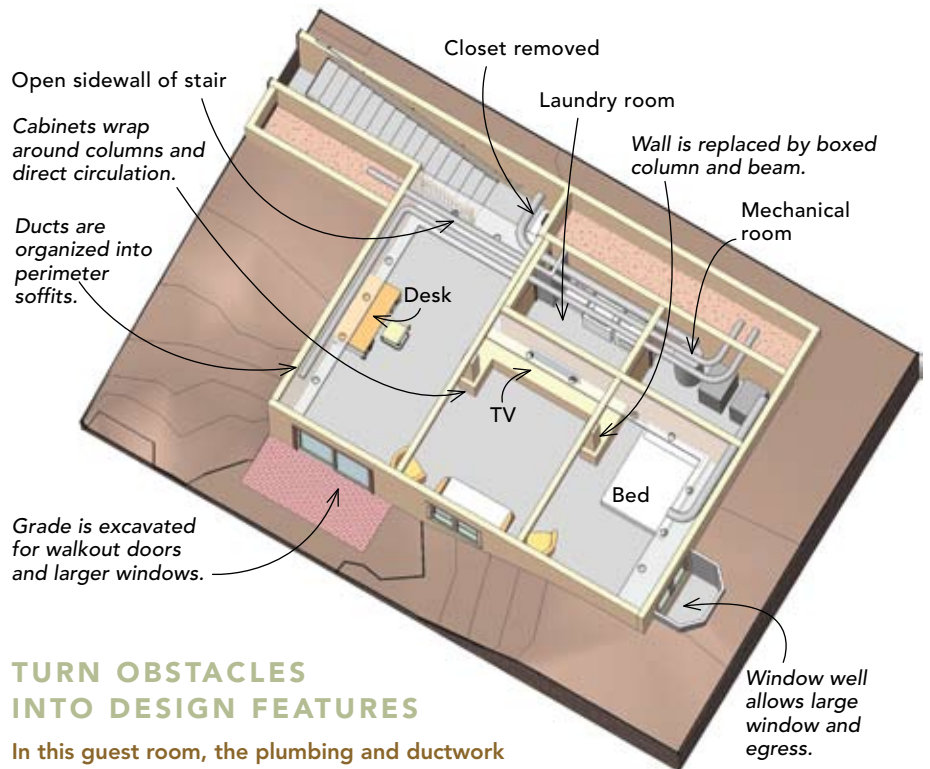 Closet removed
Open sidewall of stair
Laundry room
Cabinets wrap
around columns and
direct circulation.
Wall is replaced by boxed
column and beam.
Mechanical
room
Ducts are
organized into
perimeter
soffits.
Desk
TV
Bed
Grade is excavated
for walkout doors
and larger windows.
Window well
allows large
window and
egress.
TURN OBSTACLES
INTO DESIGN FEATURES
In this guest room, the plumbing and ductwork